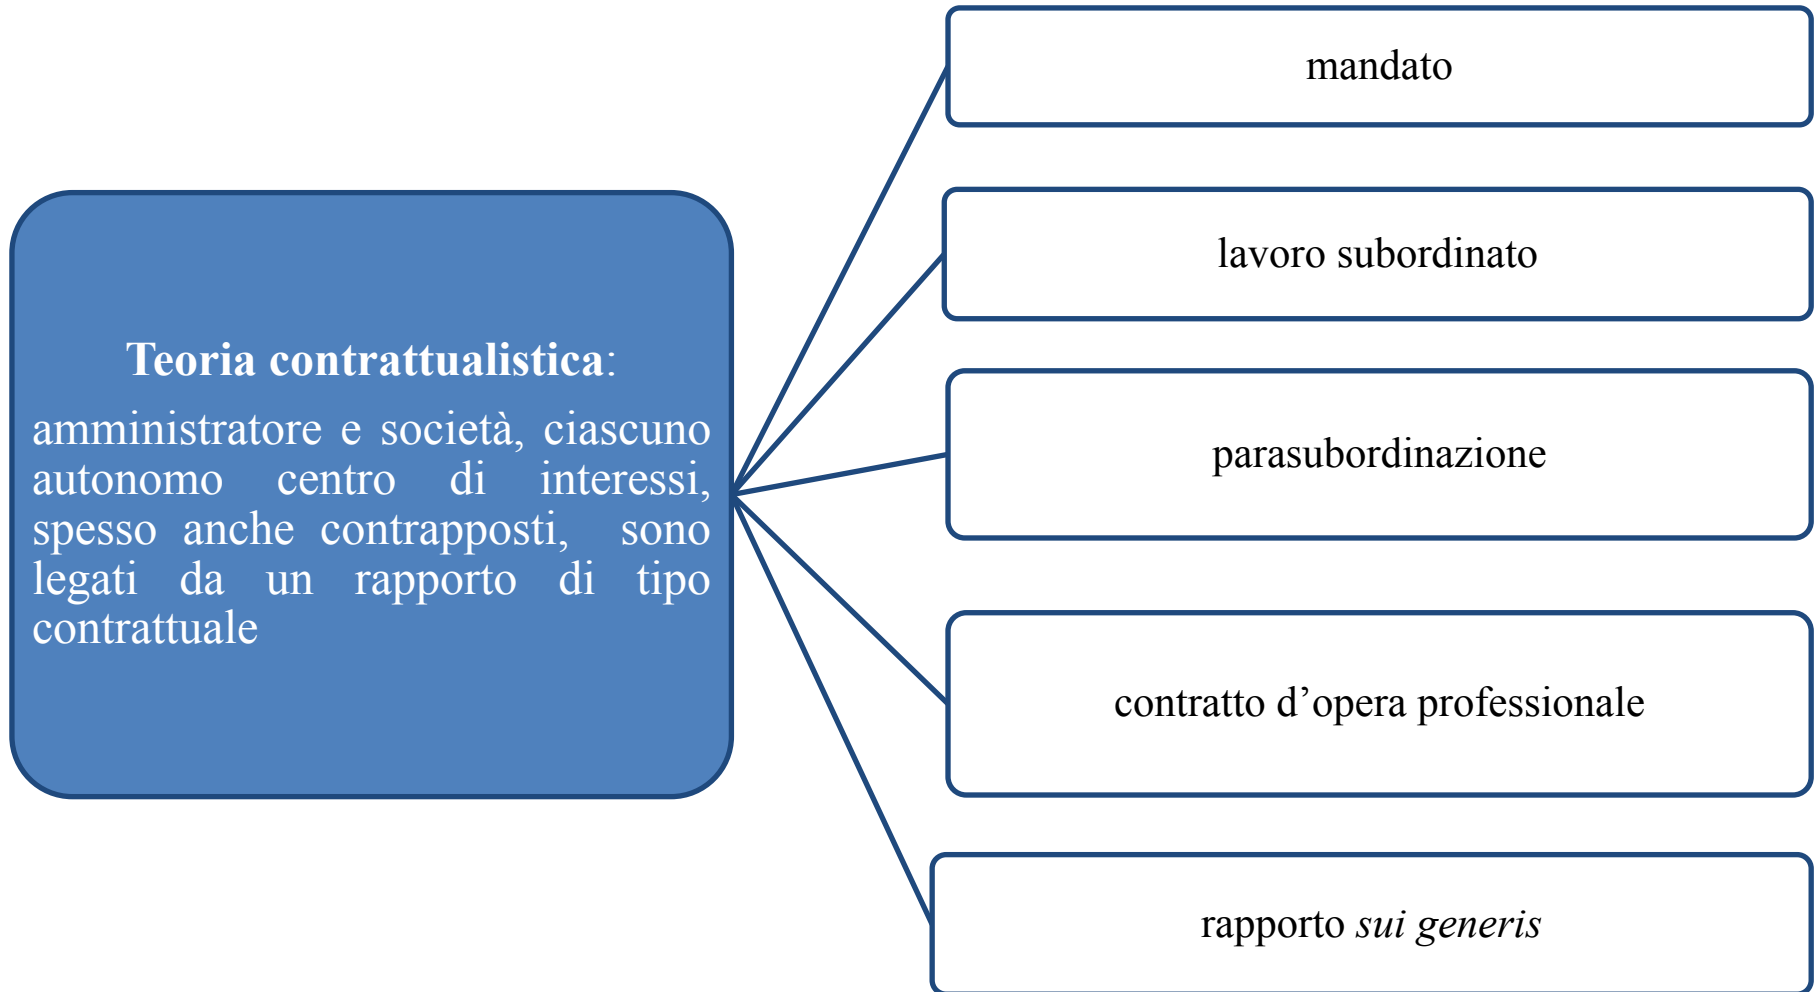 Teoria contrattualistica:
amministratore e società, ciascuno
autonomo centro di interessi,
spesso anche contrapposti, sono
legati da un rapporto di tipo
contrattuale
mandato
lavoro subordinato
parasubordinazione
contratto d’opera professionale
rapporto sui generis